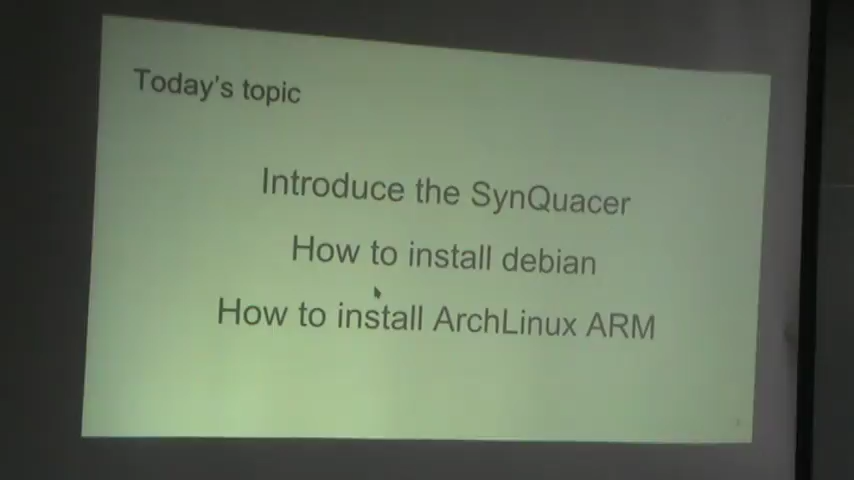 Today's topic
Introduce the SynQuacer
How to install debian
How to install ArchLinux ARM